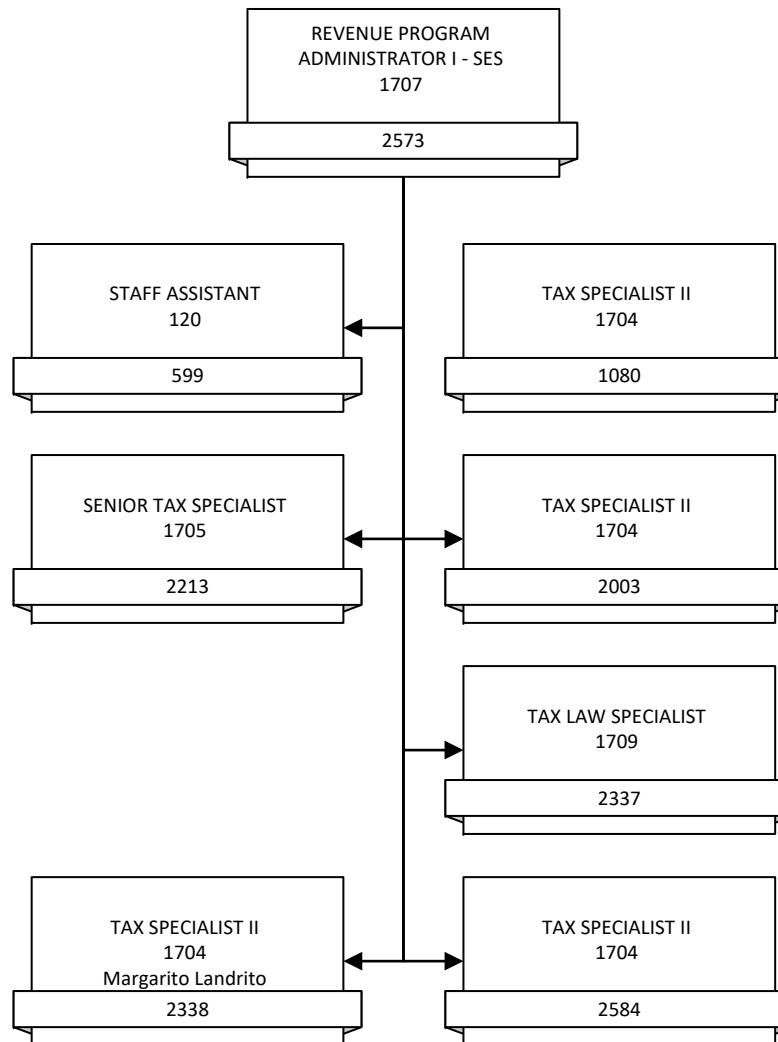 REVENUE PROGRAM
ADMINISTRATOR I - SES
1707
2573
STAFF ASSISTANT
120
599
TAX SPECIALIST II
1704
1080
SENIOR TAX SPECIALIST
1705
2213
TAX SPECIALIST II
1704
2003
TAX LAW SPECIALIST
1709
2337
TAX SPECIALIST II
1704
Margarito Landrito
2338
TAX SPECIALIST II
1704
2584